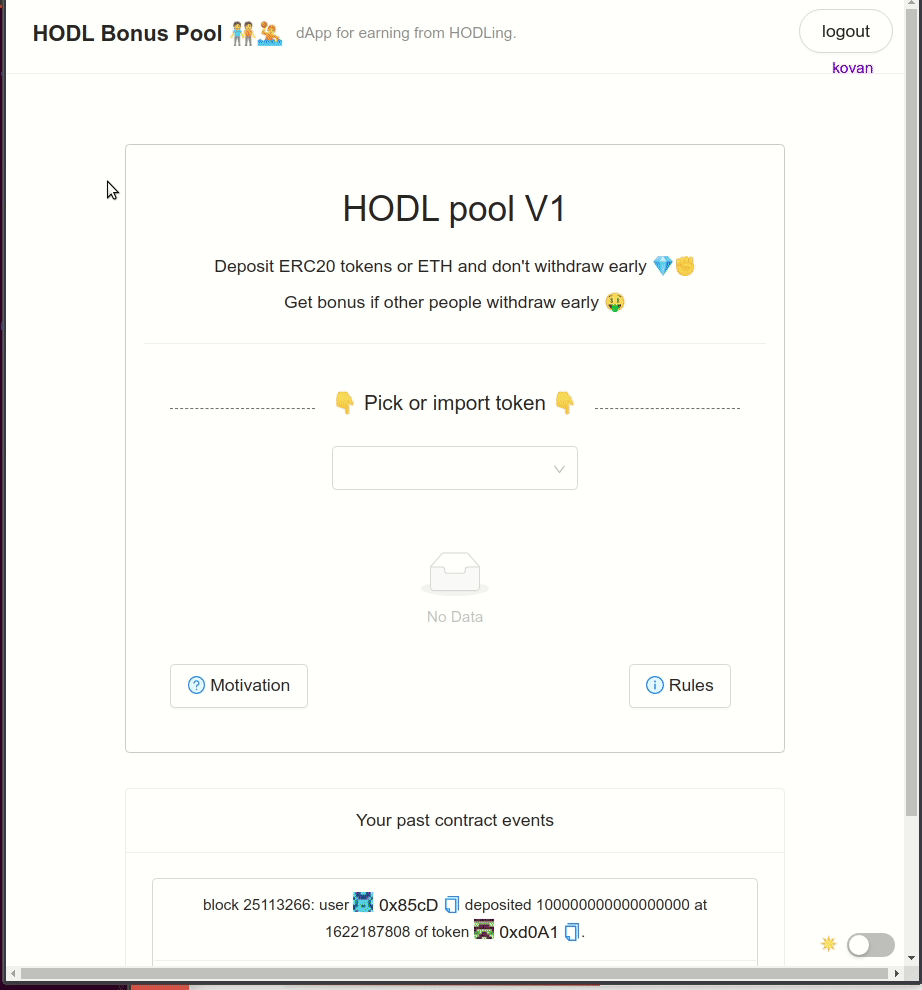 HODL Bonus Pool 🧑‍🤝‍🧑🤽 dApp for earning from HODLing.
logout
kovan
HODL pool V1
Deposit ERC20 tokens or ETH and don't withdraw early 💎✊
Get bonus if other people withdraw early 🤑
👇 Pick or import token 👇
No Data
Motivation
Rules
Your past contract events
block 25113266: user 0x85cD deposited 100000000000000000 at
1622187808 of token 0xd0A1.